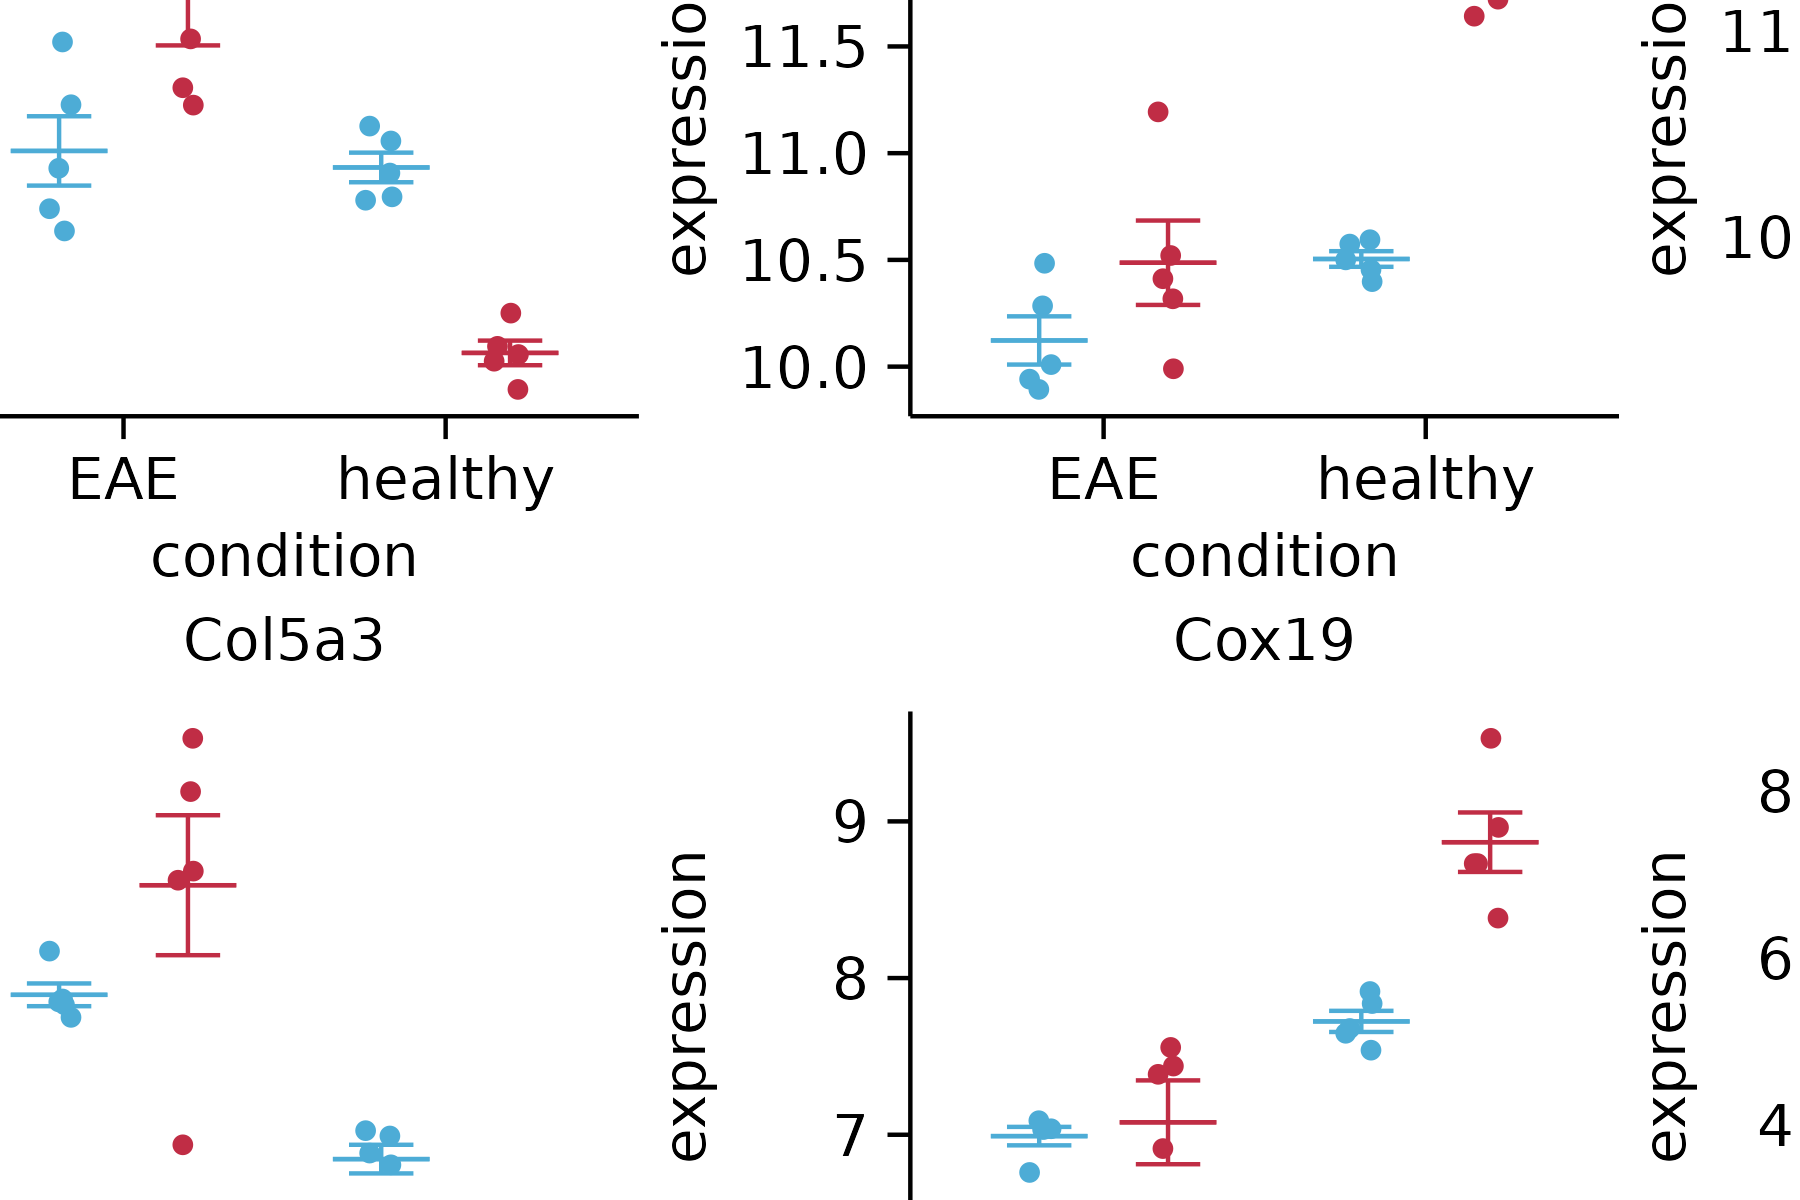 expressio
11.5
11.0
10.5
10.0
expressio
11
10
EAE
healthy
EAE
healthy
condition
condition
Col5a3
Cox19
expression
9
8
7
expression
8
6
4